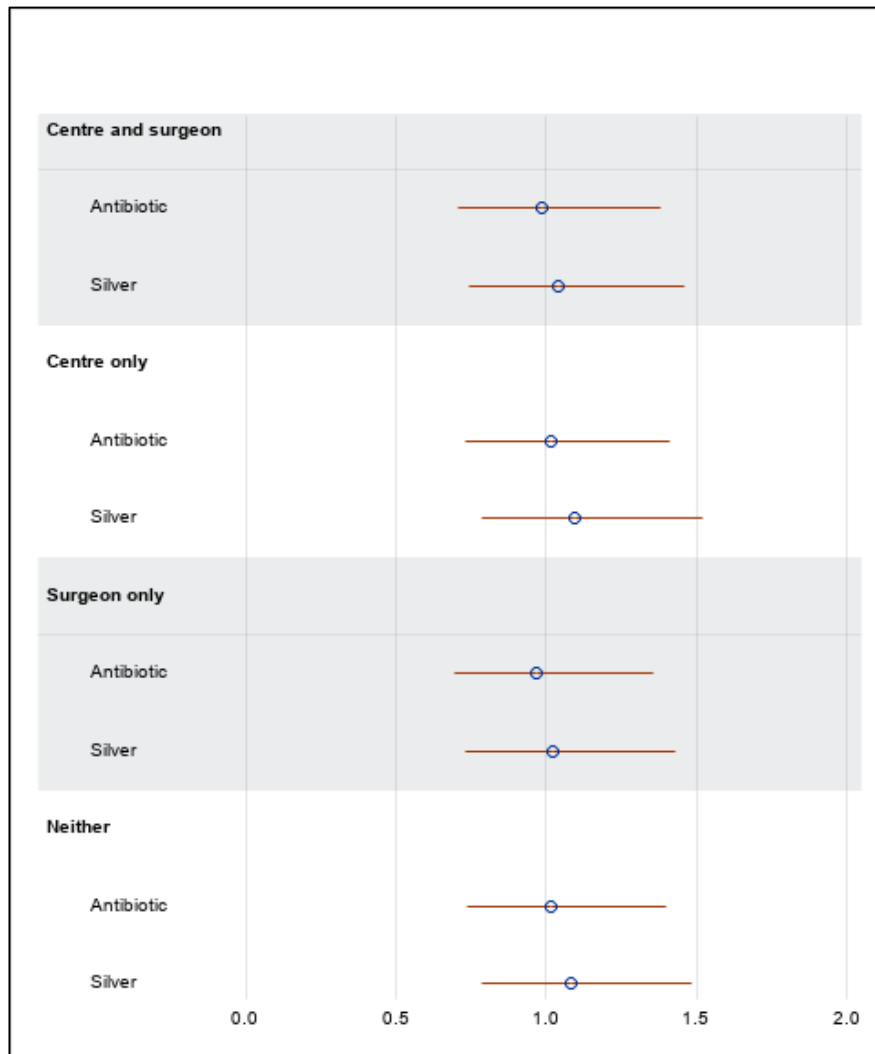 Centre and surgeon
Antibiotic
Silver
Centre only
Antibiotic
Silver
Surgeon only
Antibiotic
Silver
Neither
Antibiotic
Silver
0.0 0.5 1.0 1.5 2.0